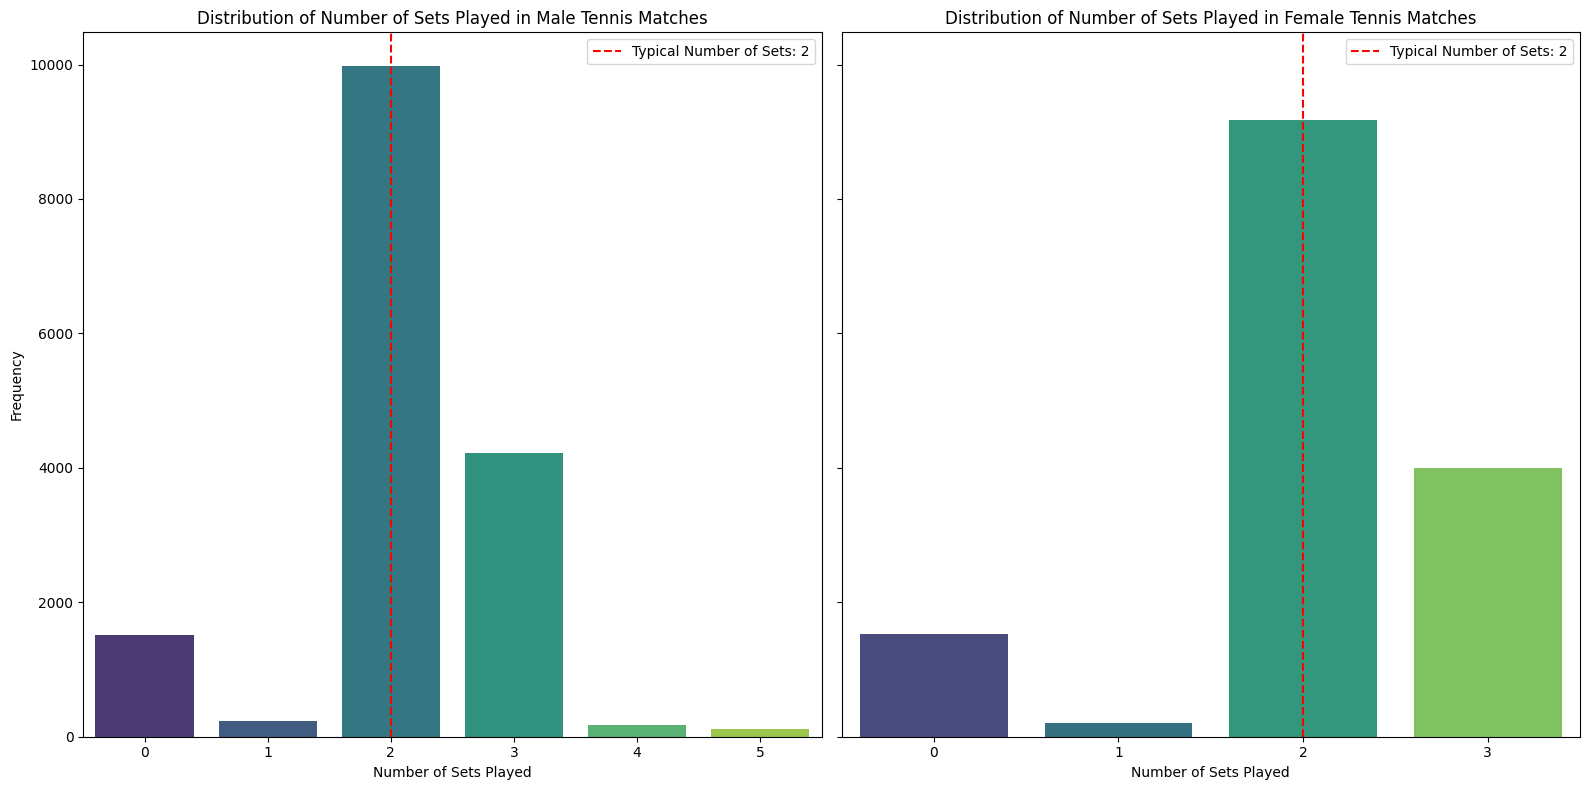 Distribution of Number of Sets Played in Male Tennis Matches
Typical Number of Sets: 2
10000
8000
6000
4000
2000
0
Frequency
0 1 2 3 4 5
Number of Sets Played
Distribution of Number of Sets Played in Female Tennis Matches
Typical Number of Sets: 2
0 1 2 3
Number of Sets Played